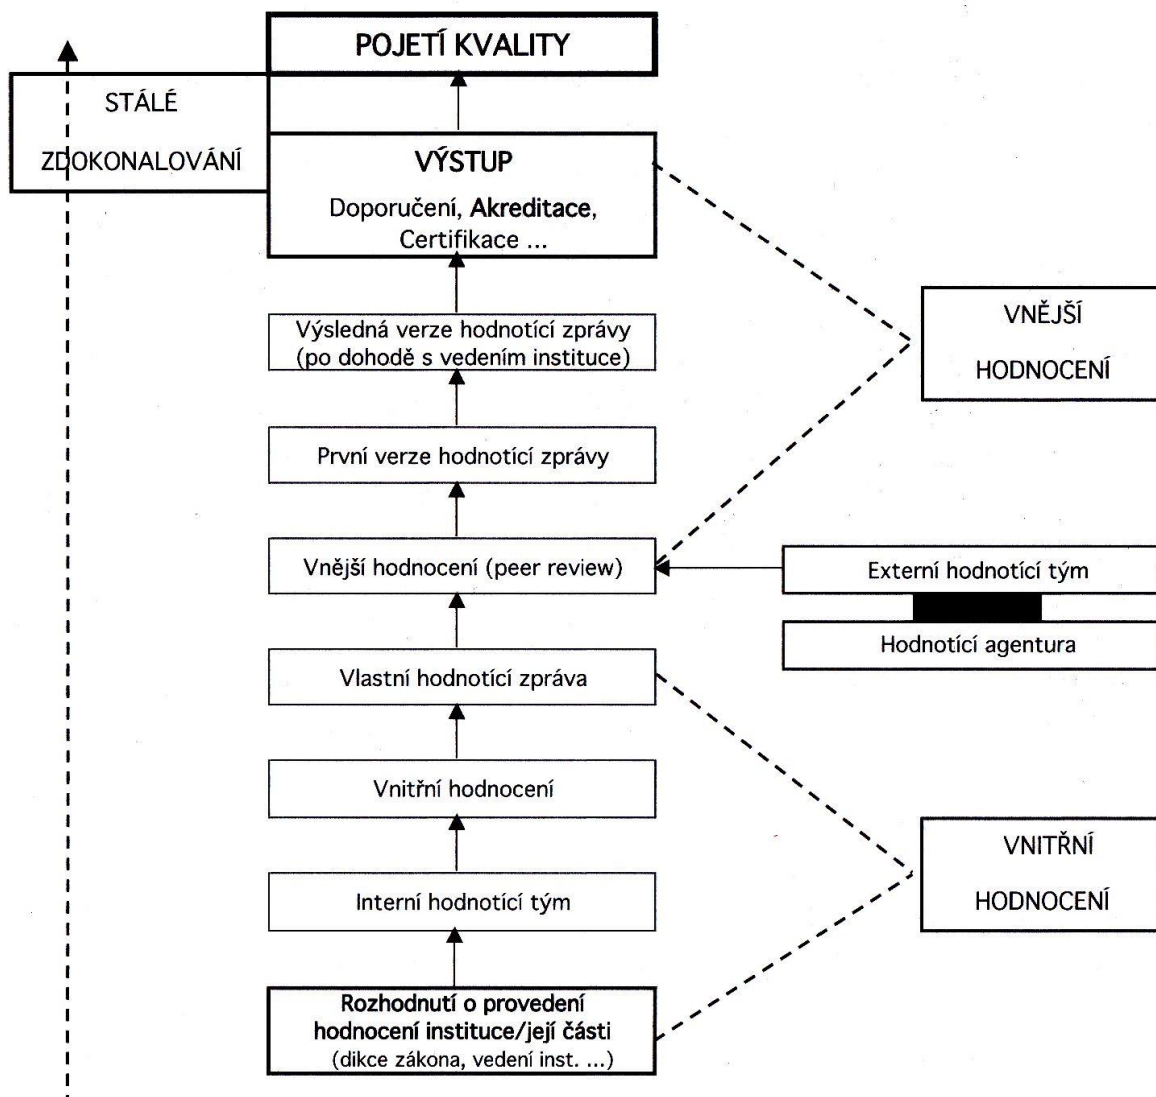 POJETÍ KVALITY
STÁLÉ
ZDOKONALOVÁNÍ
VÝSTUP
Doporučení, Akreditace,
Certifikace ...
Výsledná verze hodnotící zprávy
(po dohodě s vedením instituce)
VNĚJŠÍ
HODNOCENÍ
První verze hodnotící zprávy
Vnější hodnocení (peer review)
Externí hodnotící tým
Hodnotící agentura
Vlastní hodnotící zpráva
Vnitřní hodnocení
VNITŘNÍ
HODNOCENÍ
Interní hodnotící tým
Rozhodnutí o provedení
hodnocení instituce/její části
(dikce zákona, vedení inst. ...)